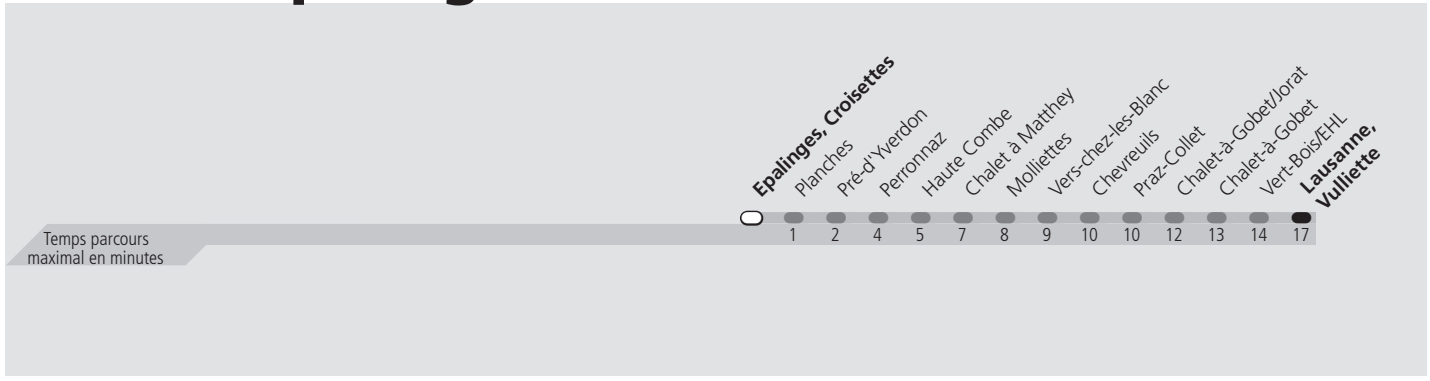 Epalinges, Croisettes
Planches
Pré-d'Yverdon
Perronnaz
Haute Combe
Chalet à Matthey
Molliettes
Vers-chez-les-Blanc
Chevreuils
Praz-Collet
Chalet-à-Gobet/Jorat
Chalet-à-Gobet
Vert-Bois/EHL
Lausanne,
Vulliette
Temps parcours
maximal en minutes
1 2 4 5 7 8 9 10 10 12 13 14 17